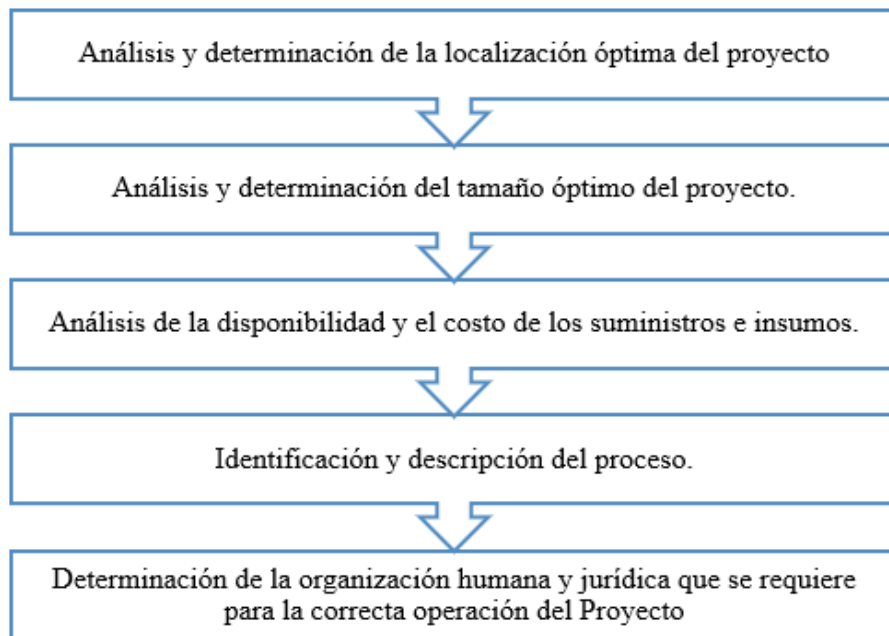 Análisis y determinación de la localización óptima del proyecto
Análisis y determinación del tamaño óptimo del proyecto.
Análisis de la disponibilidad y el costo de los suministros e insumos.
Identificación y descripción del proceso.
Determinación de la organización humana y jurídica que se requiere
para la correcta operación del Proyecto